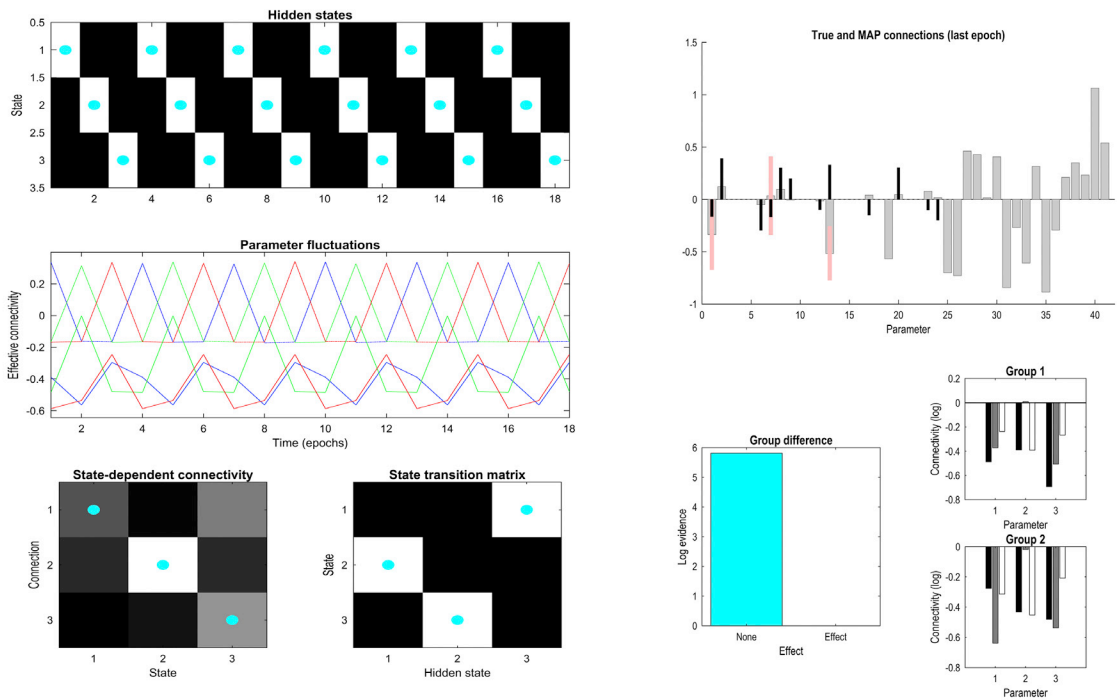 Hidden states
0.5
1
1.5
2
2.5
3
3.5
State
2 4 6 8 10 12 14 16 18
Parameter fluctuations
0.2
0
-0.2
-0.4
-0.6
Effective connectivity
2 4 6 8 10 12 14 16 18
Time (epochs)
State-dependent connectivity
1
2
3
Connection
1 2 3
State
State transition matrix
1
2
3
State
1 2 3
Hidden state
True and MAP connections (last epoch)
1.5
1
0.5
0
-0.5
-1
0 5 10 15 20 25 30 35 40
Parameter
Group difference
6
5
4
3
2
1
0
Log evidence
None Effect
Effect
Group 1
0.2
0
-0.2
-0.4
-0.6
-0.8
Connectivity (log)
1 2 3
Parameter
Group 2
0
-0.2
-0.4
-0.6
-0.8
Connectivity (log)
1 2 3
Parameter